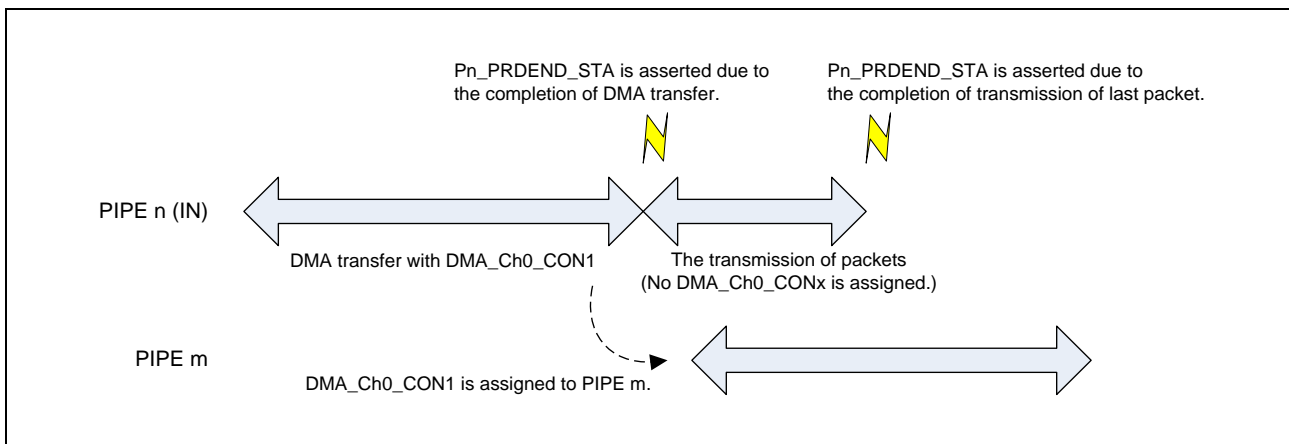 Pn_PRDEND_STA is asserted due to
the completion of DMA transfer.
Pn_PRDEND_STA is asserted due to
the completion of transmission of last packet.
PIPE n (IN)
DMA transfer with DMA_Ch0_CON1
The transmission of packets
(No DMA_Ch0_CONx is assigned.)
PIPE m
DMA_Ch0_CON1 is assigned to PIPE m.